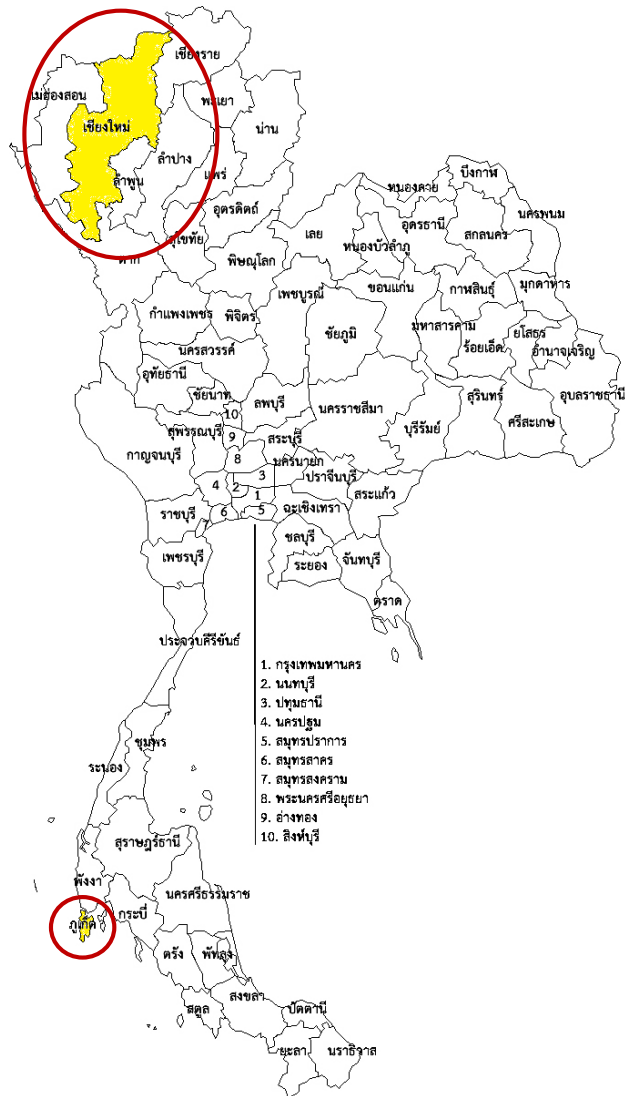 เชียงราย
แม่ฮ่องสอน
พะเยา
เชียงใหม่
น่าน
ลำปาง
แพร่
ลำพูน
บึงกาฬ
หนองคาย
อุตรดิตถ์
นครพนม
อุดรธานี
เลย
สกลนคร
สุโขทัย
หนองบัวลำภู
ตาก
พิษณุโลก
ขอนแก่น
มุกดาหาร
กาฬสินธุ์
เพชรบูรณ์
กำแพงเพชร
พิจิตร
มหาสารคาม
ชัยภูมิ
ยโสธร
ร้อยเอ็ด
อำนาจเจริญ
นครสวรรค์
อุทัยธานี
ชัยนาท
ลพบุรี
นครราชสีมา
สุรินทร์
อุบลราชธานี
10
บุรีรัมย์
ศรีสะเกษ
สุพรรณบุรี
9
สระบุรี
กาญจนบุรี
8
นครนายก
3
ปราจีนบุรี
4
2
1
สระแก้ว
ราชบุรี
6
5
ฉะเชิงเทรา
7
ชลบุรี
เพชรบุรี
ระยอง
จันทบุรี
ตราด
ประจวบคีรีขันธ์
1. กรุงเทพมหานคร
2. นนทบุรี
3. ปทุมธานี
4. นครปฐม
5. สมุทรปราการ
6. สมุทรสาคร
7. สมุทรสงคราม
8. พระนครศรีอยุธยา
9. อ่างทอง
10. สิงห์บุรี
ชุมพร
ระนอง
สุราษฎร์ธานี
พังงา
นครศรีธรรมราช
กระบี่
ภูเก็ต
ตรัง
พัทลุง
สงขลา
สตูล
ปัตตานี
ยะลา
นราธิวาส